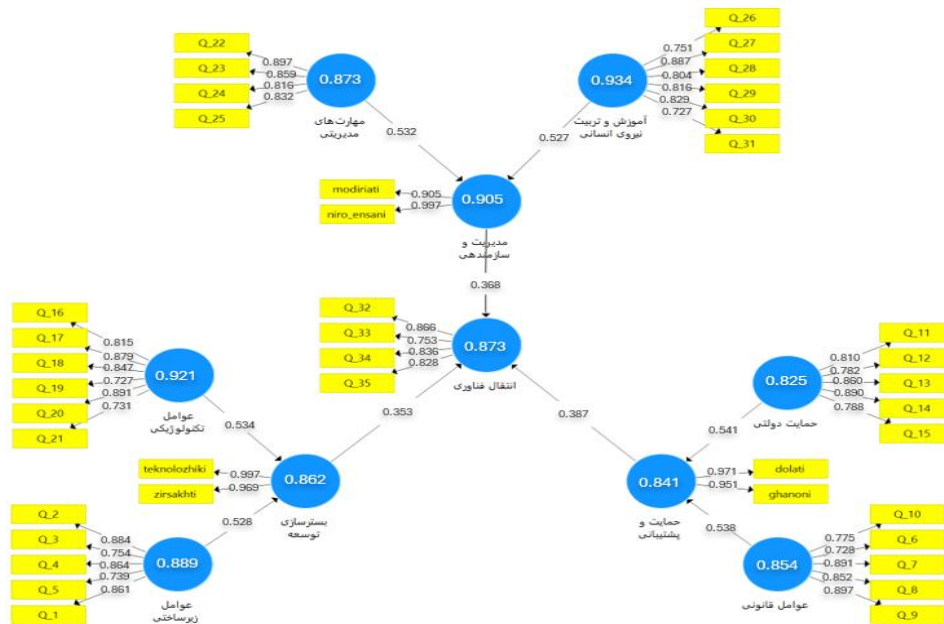 Q_22
Q_23
Q_24
Q_25
0.897
0.859
0.816
0.832
0.873
مهارت‌های
مدیریتی
0.532
Q_26
Q_27
Q_28
Q_29
Q_30
Q_31
0.751
0.887
0.804
0.816
0.829
0.727
0.934
آموزش و تربیت
نیروی انسانی
0.527
modiriati
niro_ensani
0.905
0.997
0.905
مدیریت و
سازمندهی
0.368
Q_32
Q_33
Q_34
Q_35
0.866
0.753
0.836
0.828
0.873
انتقال فناوری
Q_16
Q_17
Q_18
Q_19
Q_20
Q_21
0.815
0.879
0.847
0.727
0.891
0.731
0.921
عوامل
تکنولوژیکی
0.534
0.353
teknolozhiki
zirsakhti
0.997
0.969
0.862
بسترسازی
توسعه
0.528
Q_2
Q_3
Q_4
Q_5
Q_1
0.884
0.754
0.864
0.739
0.861
0.889
عوامل
زیرساختی
0.387
Q_11
Q_12
Q_13
Q_14
Q_15
0.810
0.782
0.860
0.890
0.788
0.825
حمایت دولتی
0.541
dolati
ghanoni
0.971
0.951
0.841
حمایت و
پشتیبانی
0.538
Q_10
Q_6
Q_7
Q_8
Q_9
0.775
0.728
0.891
0.852
0.897
0.854
عوامل قانونی